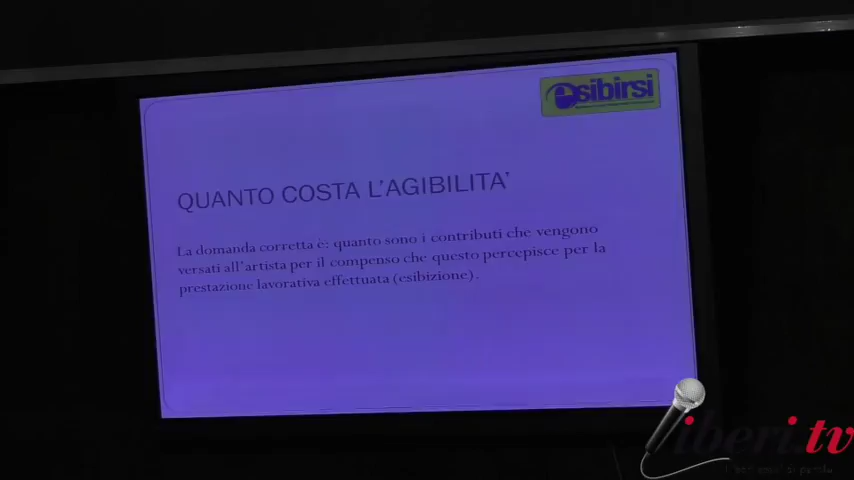 esibirsi
QUANTO COSTA L'AGIBILITA'
La domanda corretta è: quanto sono i contributi che vengono
versati all'artista per il compenso che questo percepisce per la
prestazione lavorativa effettuata (esibizione).
liberi.tv